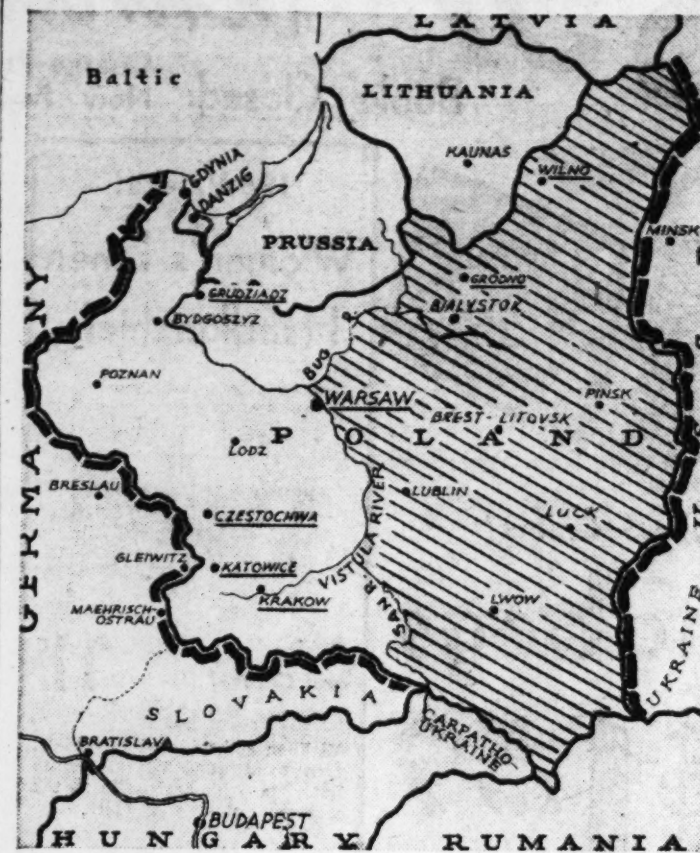 LATVIA
Baltic
LITHUANIA
KAUNAS
WILNO
GDYNIA
DANZIG
PRUSSIA
MINSK
GRODNO
GRUDZIADZ
BIALYSTOK
BYDGOSZYZ
BUG
POZNAN
WARSAW
PINSK
BREST-LITOVSK
POLAND
LODZ
GERMANY
BRESLAU
LUBLIN
CZESTOCHWA
LUCK
VISTULA RIVER
GLEIWITZ
KATOWICE
KRAKOW
LWOW
SAN R.
MAEHRISCH-
OSTRAU
UKRAINE
SLOVAKIA
CARPATHO-
UKRAINE
BRATISLAVA
BUDAPEST
HUNGARY
RUMANIA